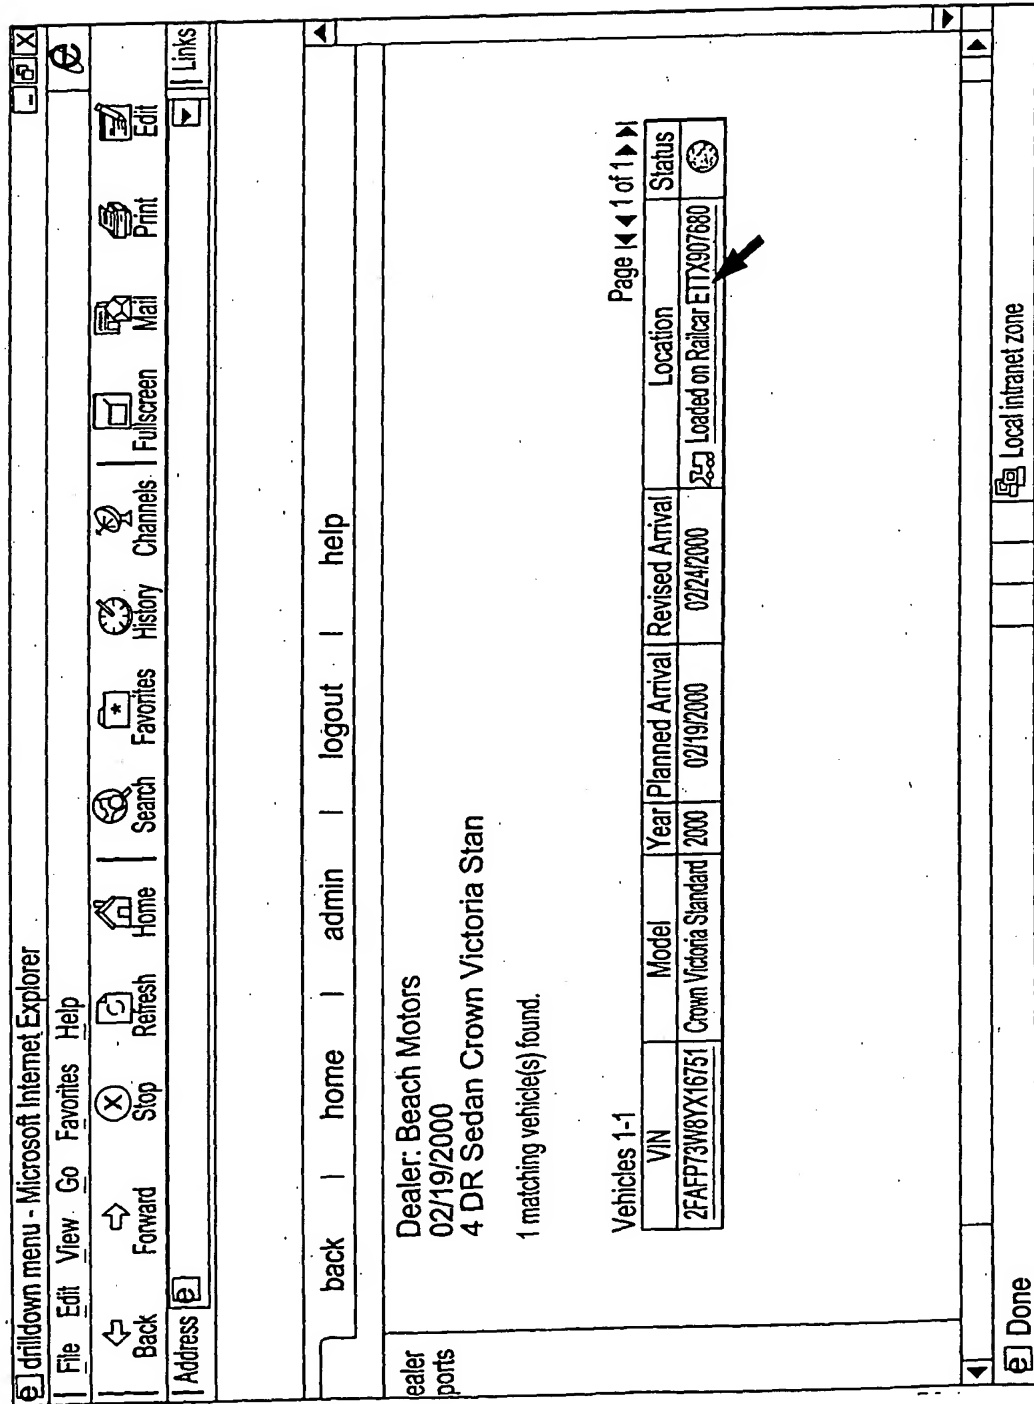 drilldown menu - Microsoft Internet Explorer
File Edit View Go Favorites Help
Back Forward Stop Refresh Home Search Favorites History Channels Fullscreen Mail Print Edit
Address Links
back | home | admin | logout | help
ealer
ports
Dealer: Beach Motors
02/19/2000
4 DR Sedan Crown Victoria Stan
1 matching vehicle(s) found.
Vehicles 1-1 Page 1 of 1
VIN Model Year Planned Arrival Revised Arrival Location Status
2FAFP73W8YX16751 Crown Victoria Standard 2000 02/19/2000 02/24/2000 Loaded on Railcar ETTX907680
Done Local intranet zone